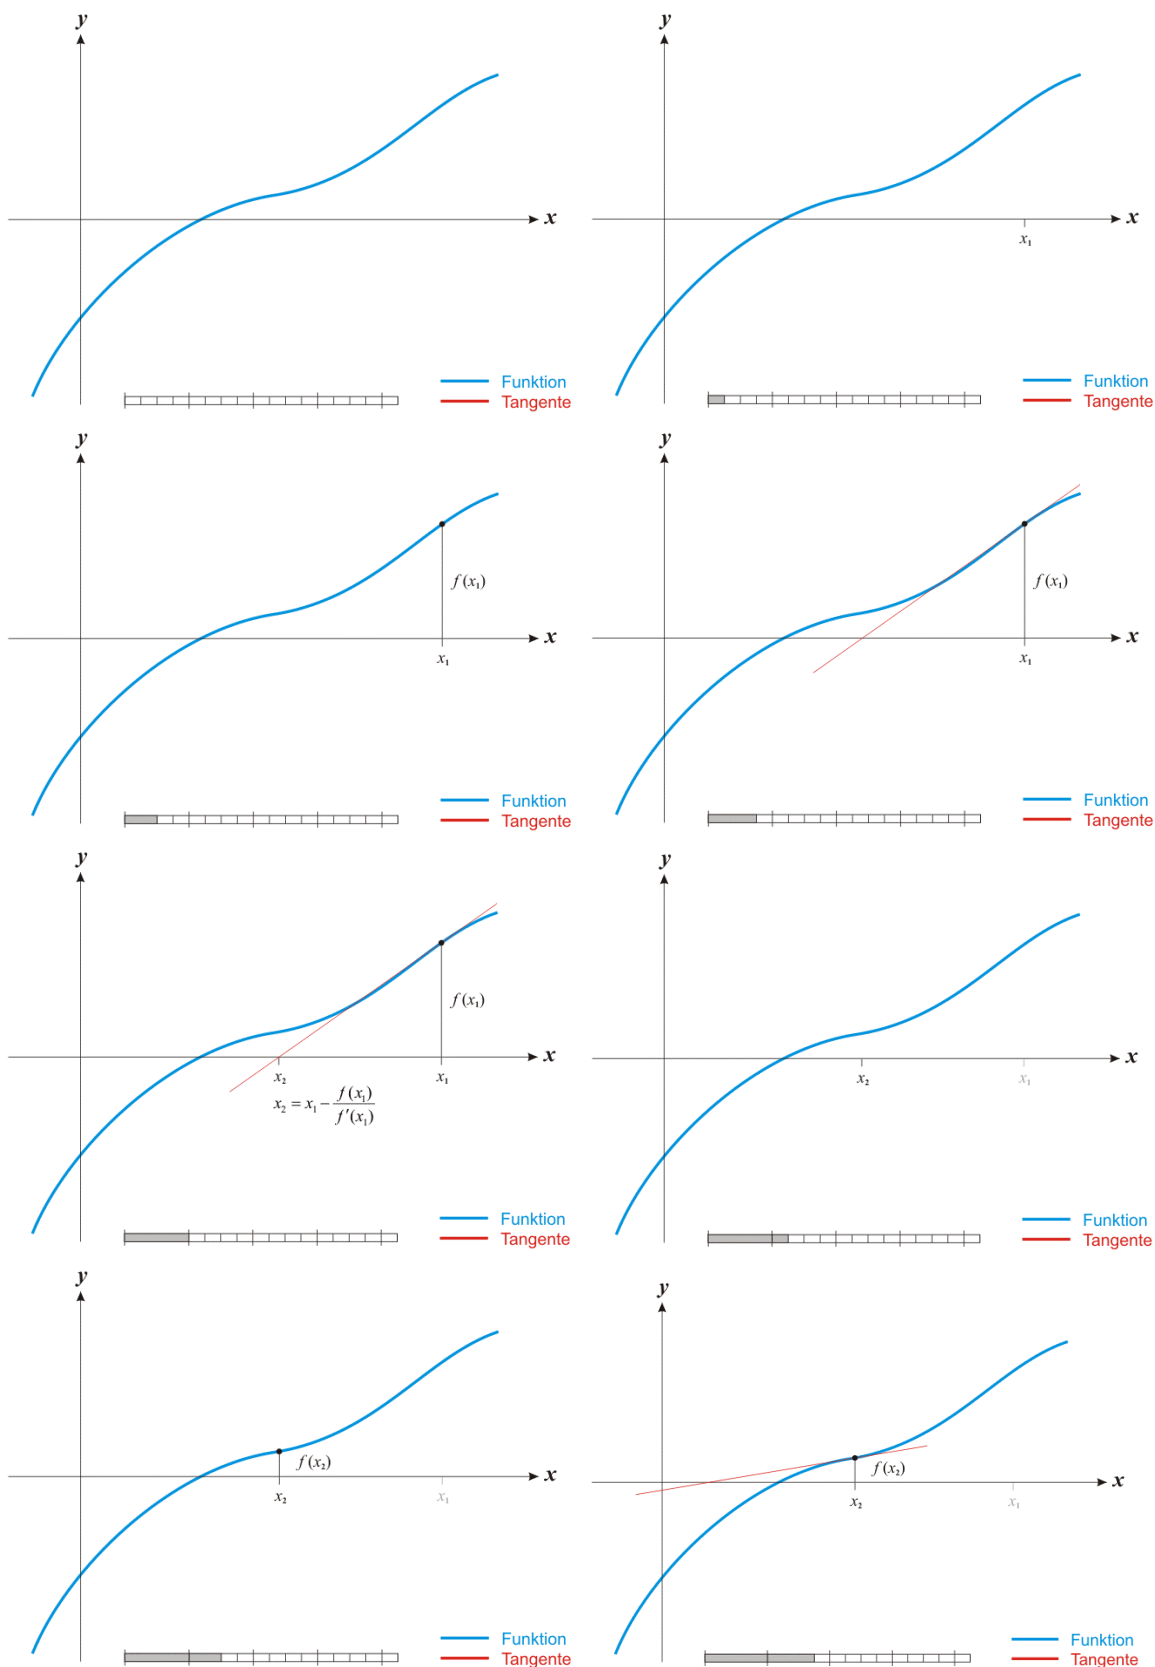 y
x
Funktion
Tangente
y
x
x₁
Funktion
Tangente
y
f(x₁)
x
x₁
Funktion
Tangente
y
f(x₁)
x
x₁
Funktion
Tangente
y
f(x₁)
x
x₂ x₁
x₂ = x₁ − f(x₁) / f′(x₁)
Funktion
Tangente
y
x
x₂ x₁
Funktion
Tangente
y
f(x₂)
x
x₂ x₁
Funktion
Tangente
y
f(x₂)
x
x₂ x₁
Funktion
Tangente